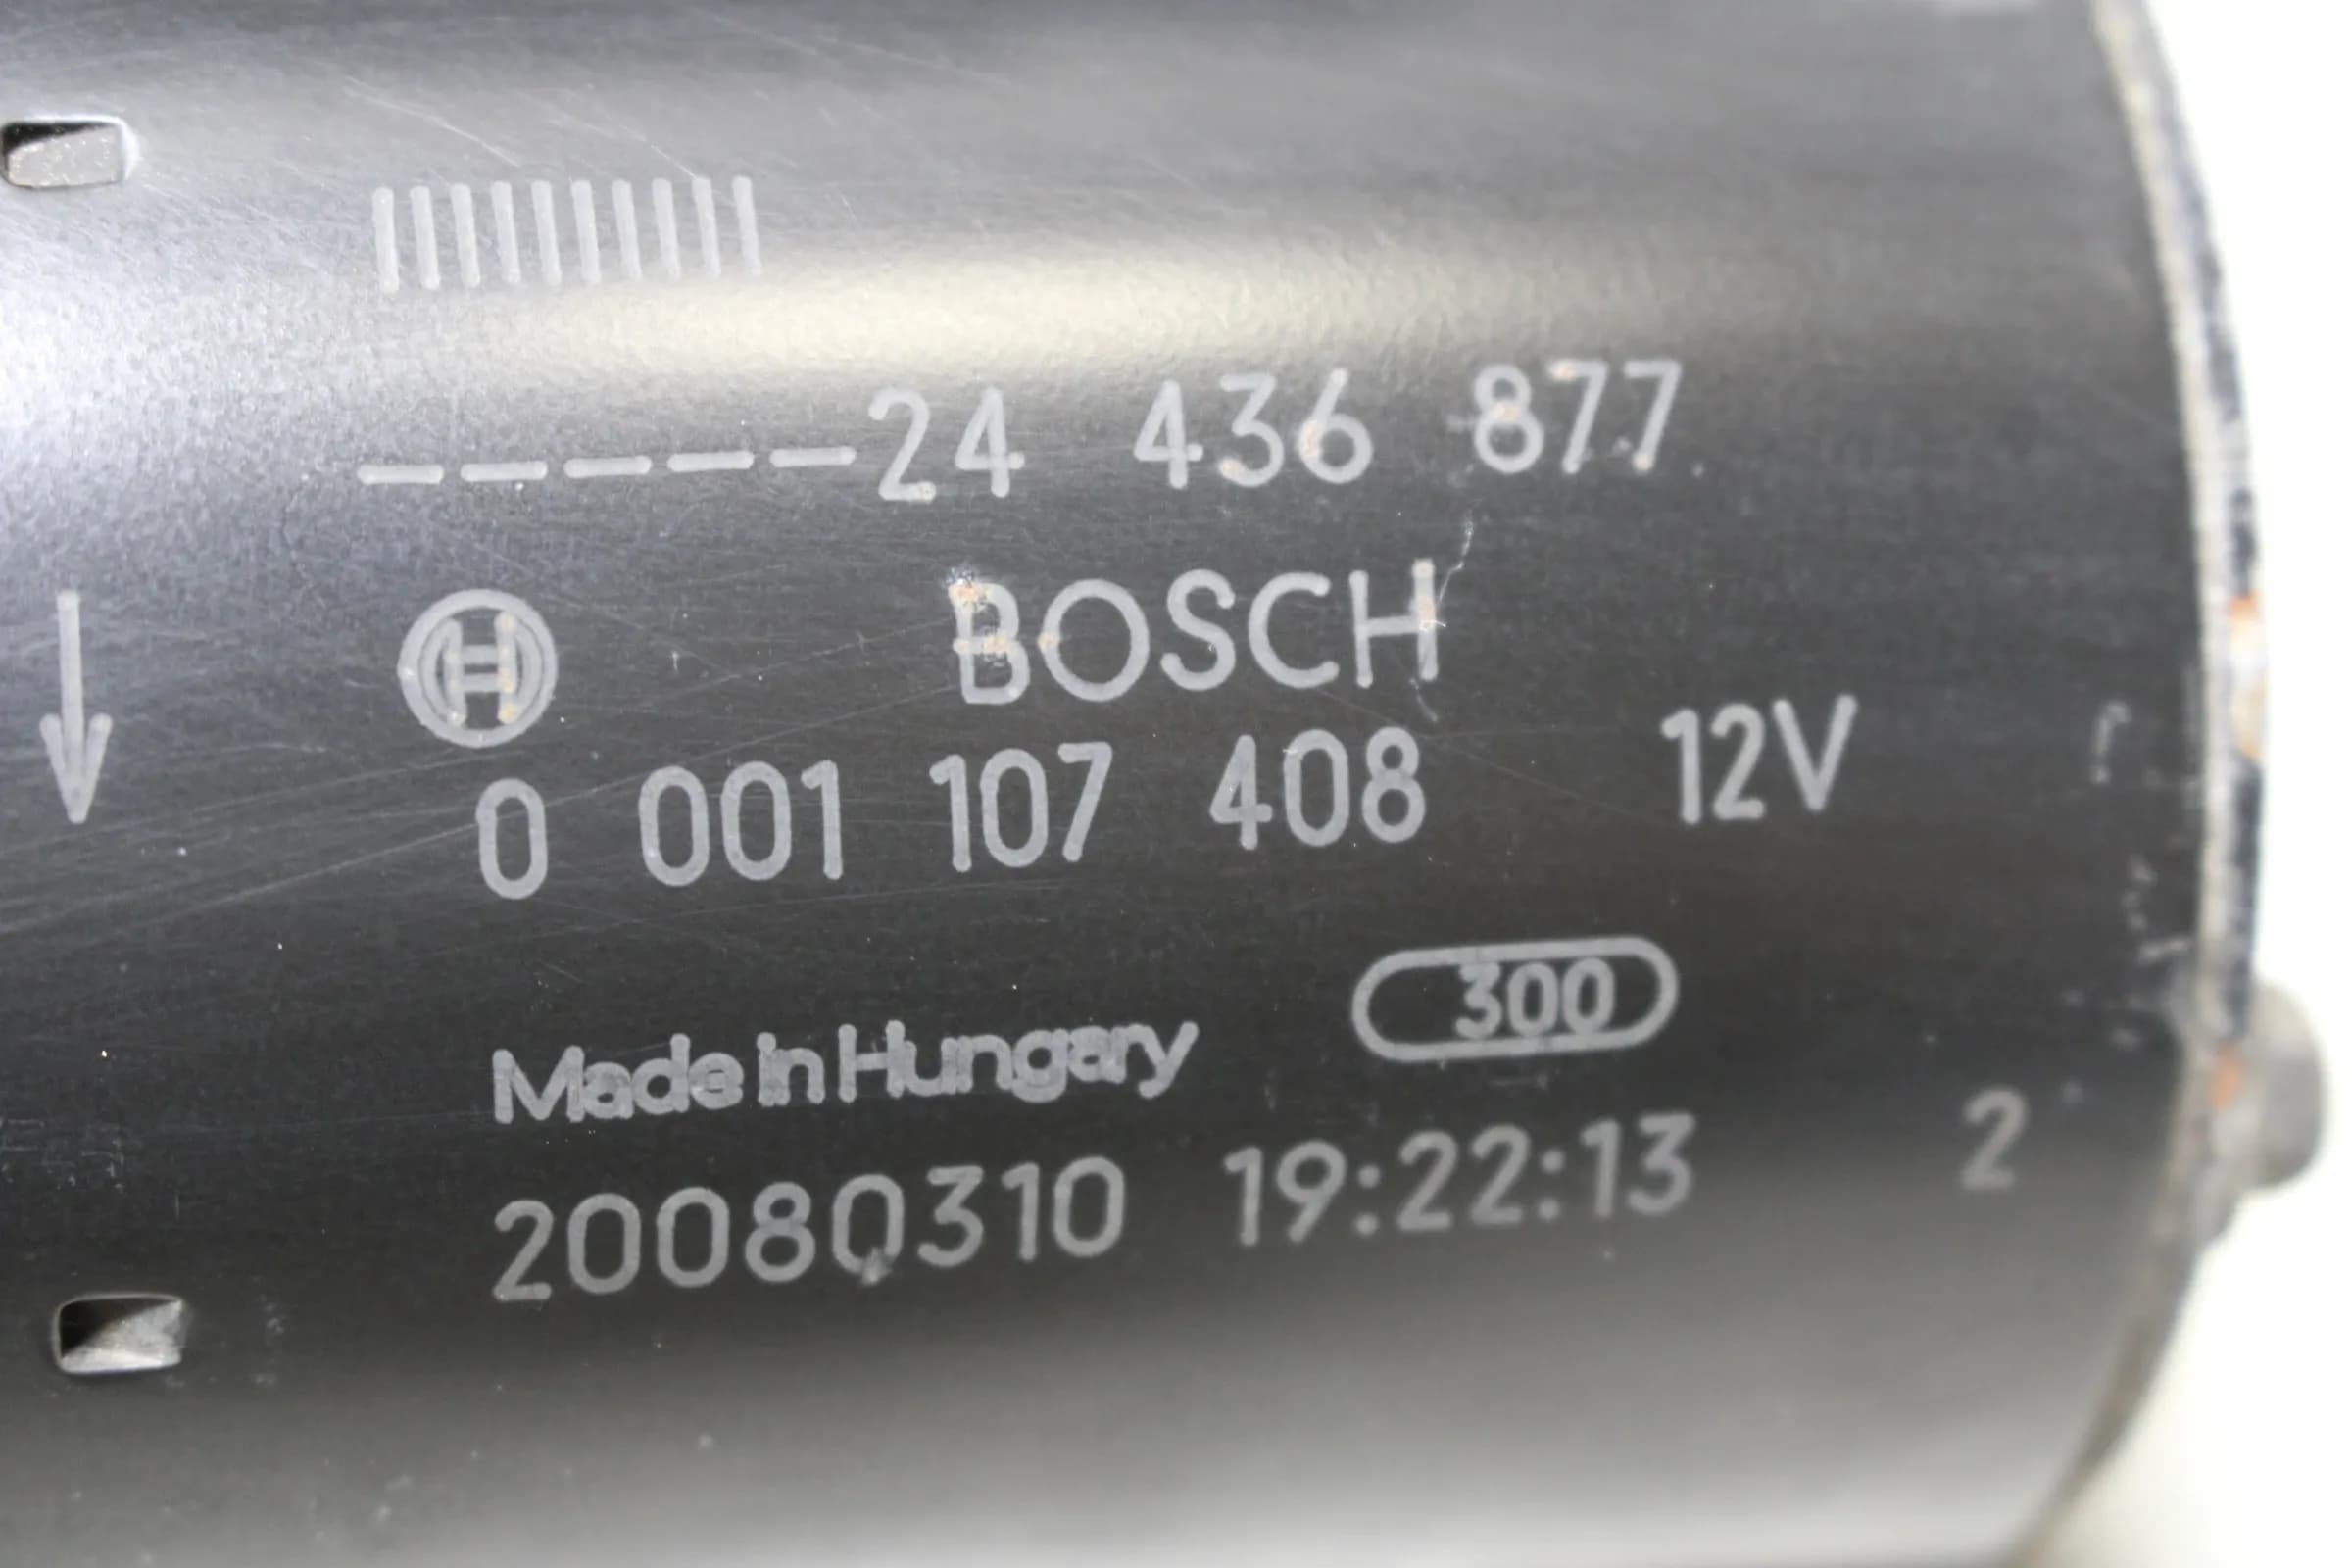 -----24 436 877
BOSCH
0 001 107 408 12V
300
Made in Hungary
20080310 19:22:13 2